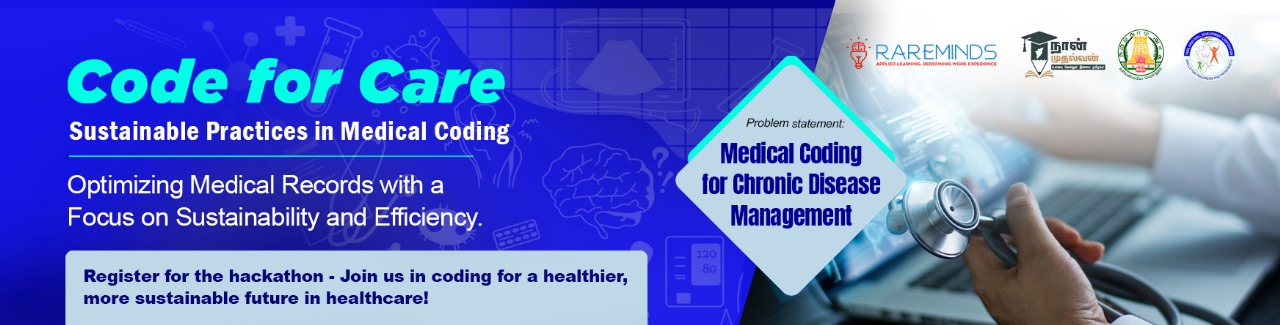 Code for Care
Sustainable Practices in Medical Coding
Optimizing Medical Records with a
Focus on Sustainability and Efficiency.
Register for the hackathon - Join us in coding for a healthier,
more sustainable future in healthcare!
Problem statement:
Medical Coding
for Chronic Disease
Management
120
80
RAREMINDS
APPLIED LEARNING. REDEFINING WORK EXPERIENCE
நான்
முதல்வன்